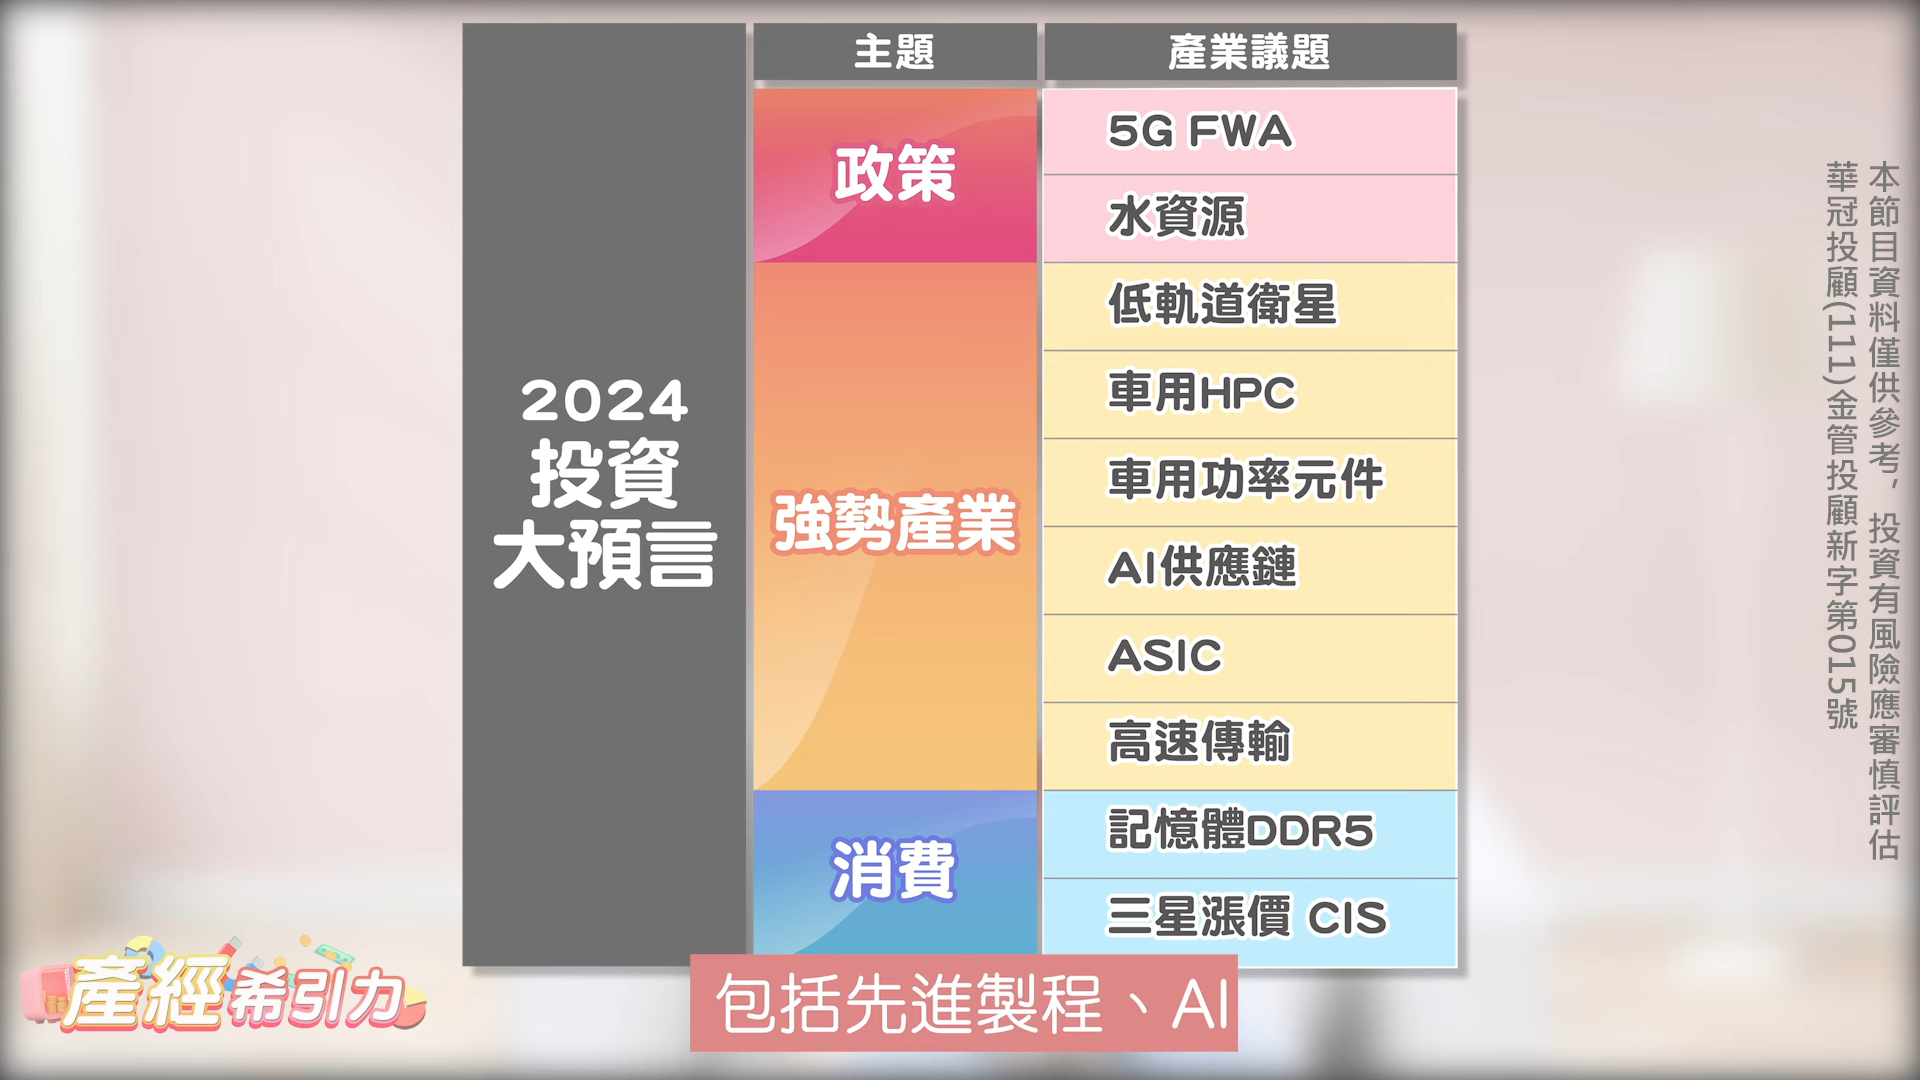 主題
產業議題
2024
投資
大預言
政策
5G FWA
水資源
強勢產業
低軌道衛星
車用HPC
車用功率元件
AI供應鏈
ASIC
高速傳輸
消費
記憶體DDR5
三星漲價 CIS
本節目資料僅供參考，投資有風險應審慎評估
華冠投顧(111)金管投顧新字第015號
產經希引力
包括先進製程、AI